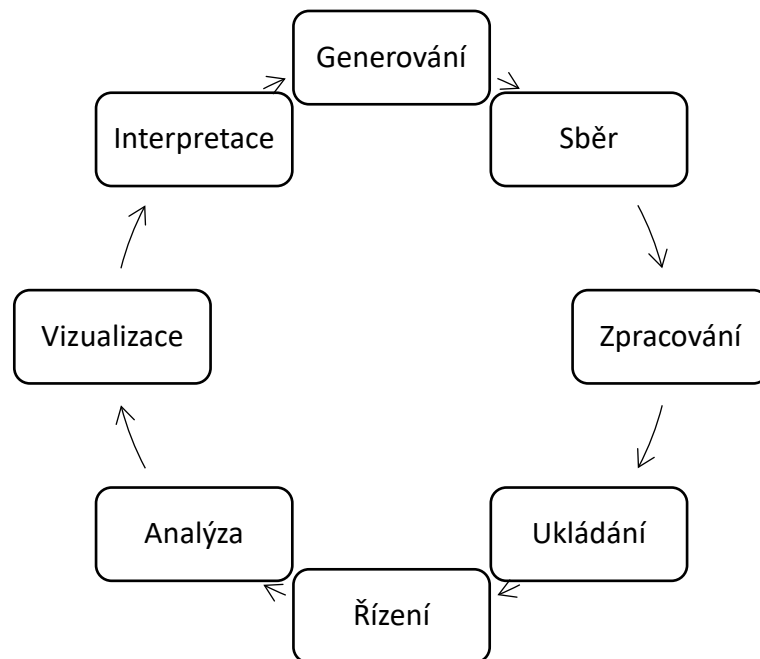 Generování
Sběr
Zpracování
Ukládání
Řízení
Analýza
Vizualizace
Interpretace